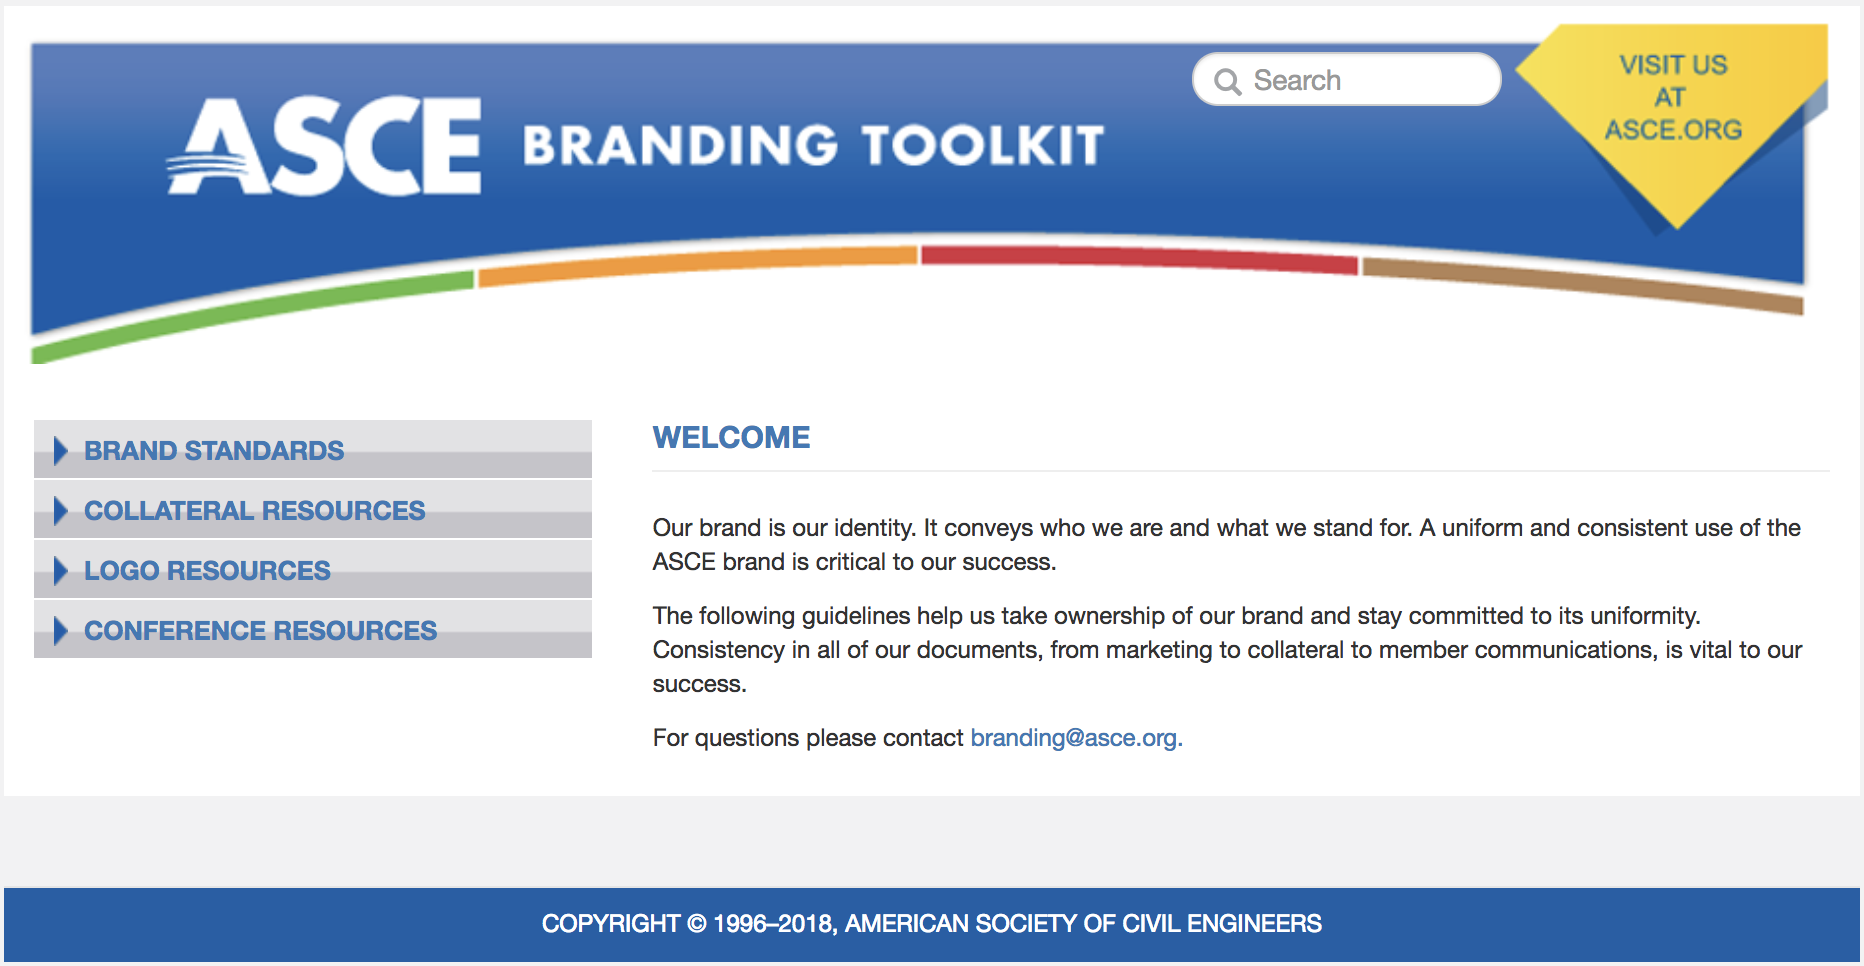 ASCE BRANDING TOOLKIT
Search
VISIT US
AT
ASCE.ORG
BRAND STANDARDS
COLLATERAL RESOURCES
LOGO RESOURCES
CONFERENCE RESOURCES
WELCOME
Our brand is our identity. It conveys who we are and what we stand for. A uniform and consistent use of the
ASCE brand is critical to our success.
The following guidelines help us take ownership of our brand and stay committed to its uniformity.
Consistency in all of our documents, from marketing to collateral to member communications, is vital to our
success.
For questions please contact branding@asce.org.
COPYRIGHT © 1996–2018, AMERICAN SOCIETY OF CIVIL ENGINEERS